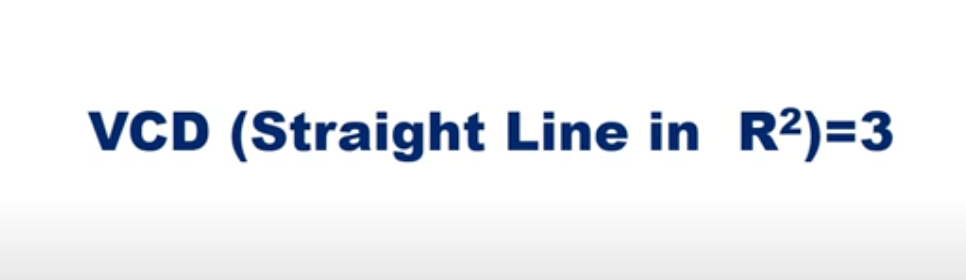 VCD (Straight Line in R²)=3